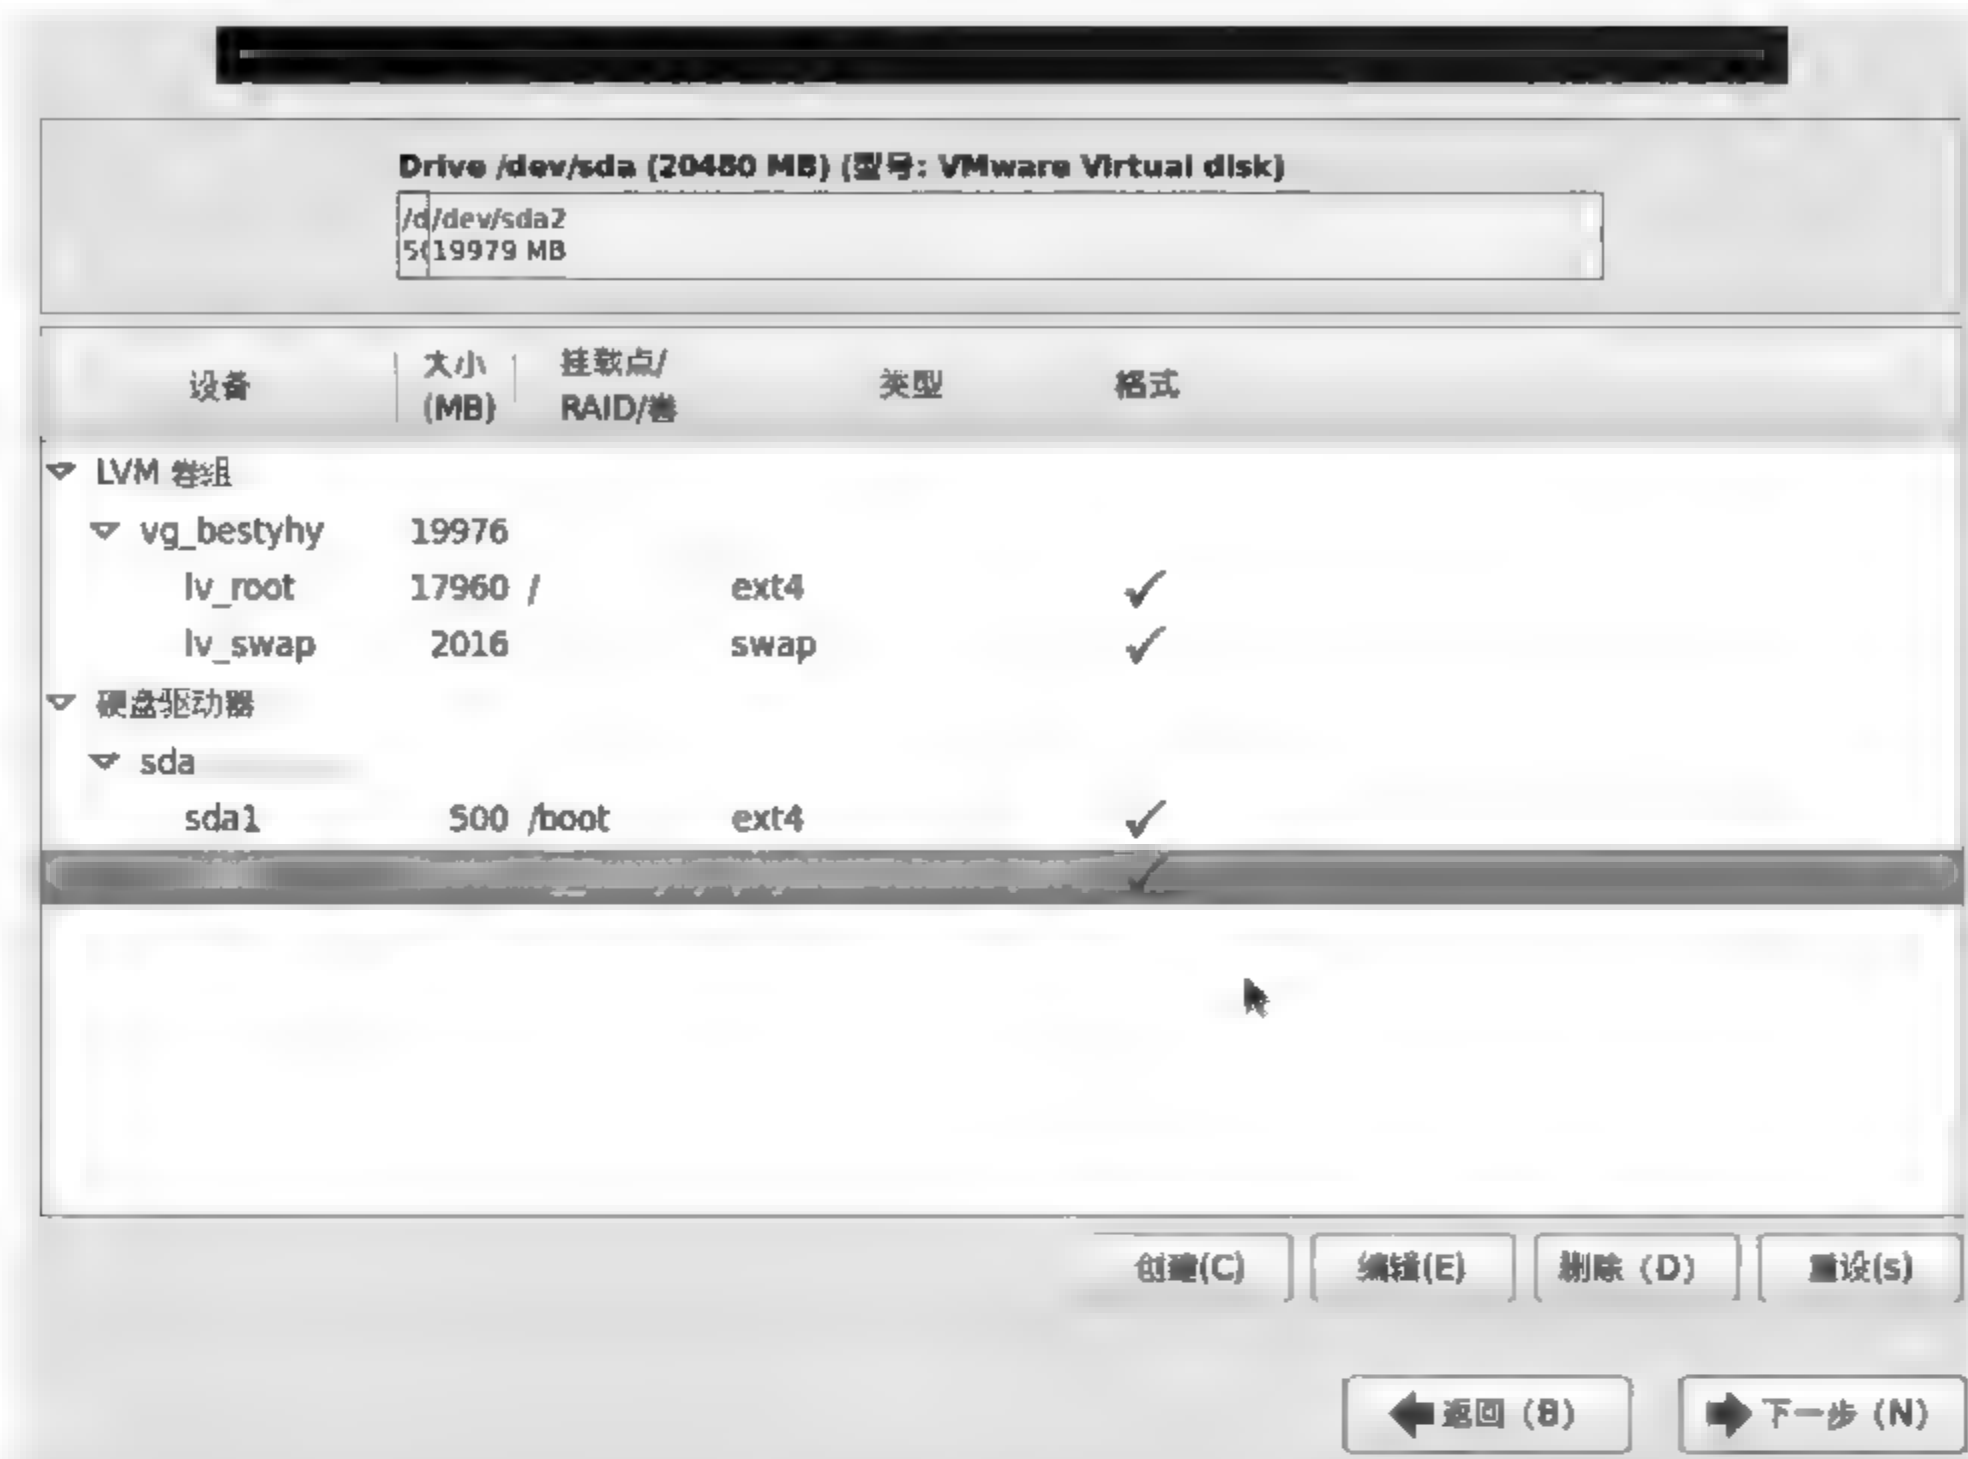 Drive /dev/sda (20480 MB) (型号: VMware Virtual disk)
/d /dev/sda2
19979 MB
设备 大小 (MB) 挂载点/ RAID/卷 类型 格式
LVM 卷组
vg_bestyhy 19976
lv_root 17960 / ext4
lv_swap 2016 swap
硬盘驱动器
sda
sda1 500 /boot ext4
创建(C) 编辑(E) 删除（D） 重设(s)
返回（B） 下一步（N）